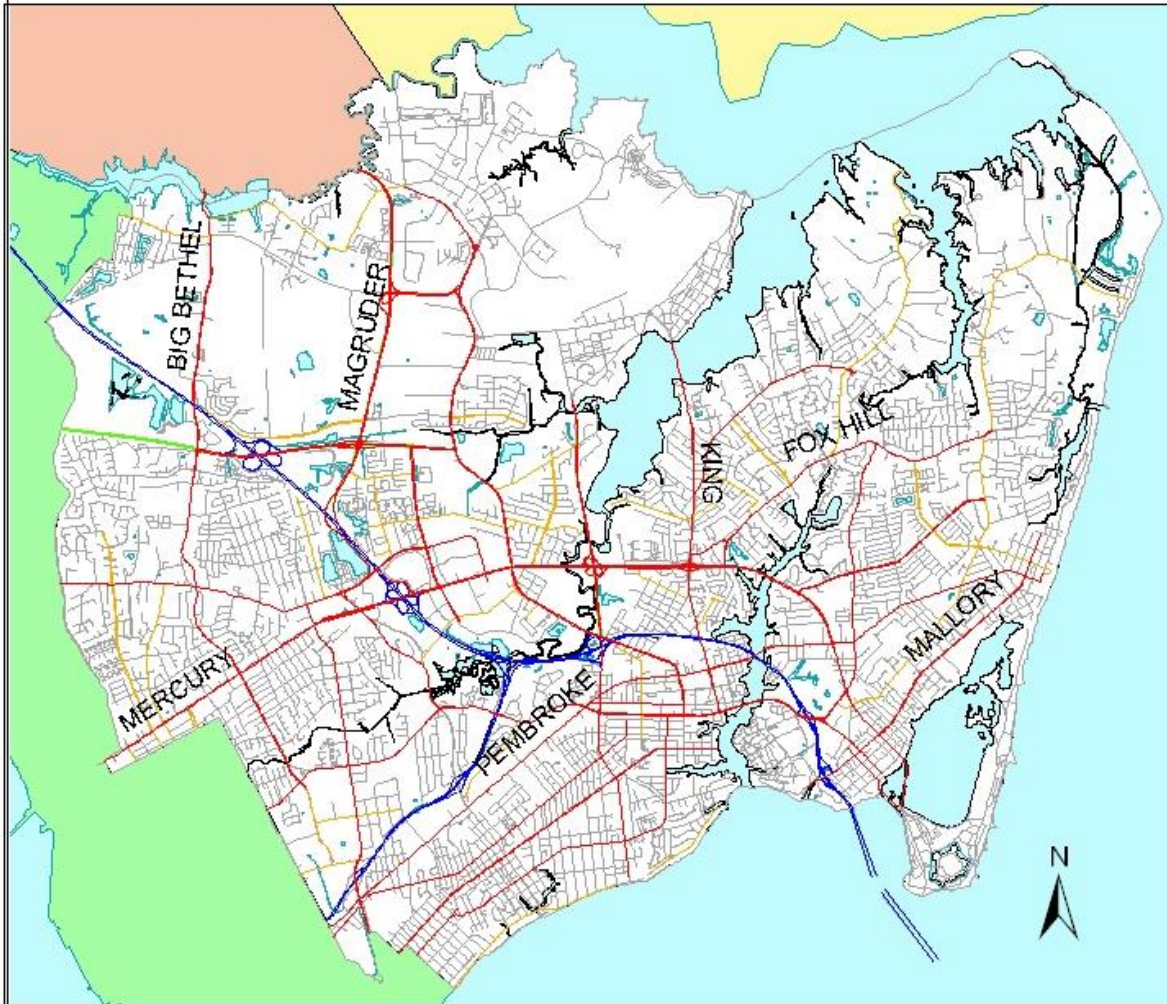 BIG BETHEL
MAGRUDER
KING
FOX HILL
MERCURY
PEMBROKE
MALLORY
N